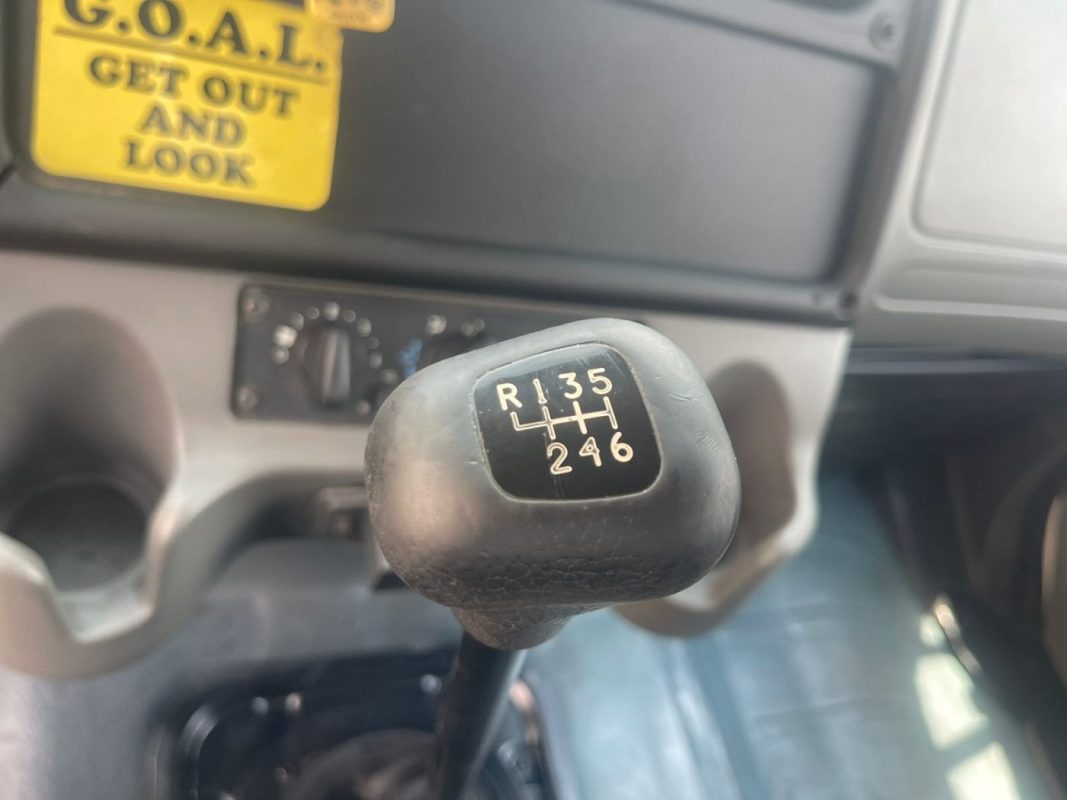 G.O.A.L.
GET OUT
AND
LOOK
R 1 3 5
2 4 6